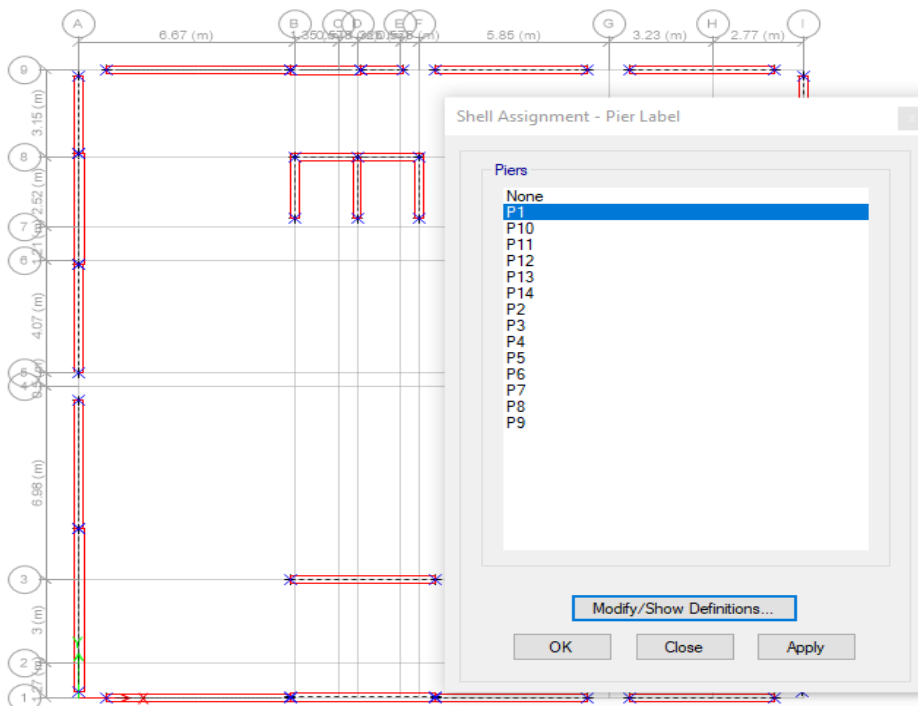 A B C D E F G H I
6.67 (m) 5.85 (m) 3.23 (m) 2.77 (m)
9
3.15 (m)
Shell Assignment - Pier Label
8
Piers
2.52 (m)
None
P1
7
P10
P11
6
P12
P13
P14
4.07 (m)
P2
P3
P4
5
P5
4
P6
P7
P8
P9
6.98 (m)
3
Modify/Show Definitions...
3 (m)
OK Close Apply
2
1
X